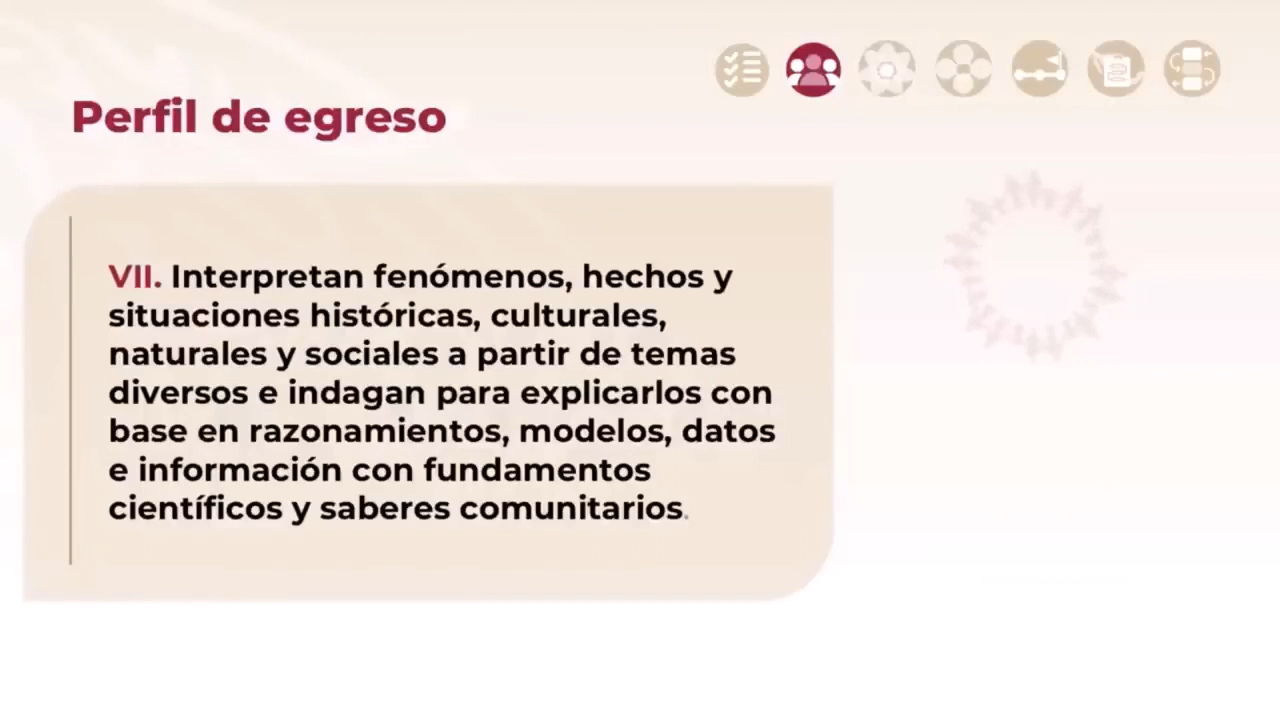 Perfil de egreso
VII. Interpretan fenómenos, hechos y
situaciones históricas, culturales,
naturales y sociales a partir de temas
diversos e indagan para explicarlos con
base en razonamientos, modelos, datos
e información con fundamentos
científicos y saberes comunitarios.